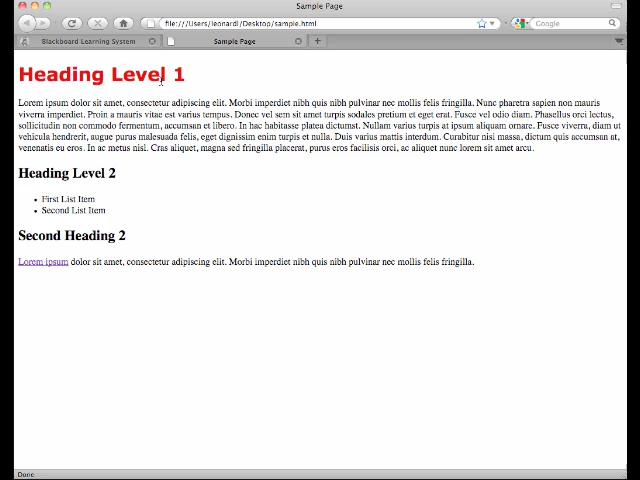 Sample Page
file:///Users/leonardl/Desktop/sample.html
Google
Blackboard Learning System
Sample Page
Heading Level 1
Lorem ipsum dolor sit amet, consectetur adipiscing elit. Morbi imperdiet nibh quis nibh pulvinar nec mollis felis fringilla. Nunc pharetra sapien non mauris
viverra imperdiet. Proin a mauris vitae est varius tempus. Donec vel sem sit amet turpis sodales pretium et eget erat. Fusce vel odio diam. Phasellus orci lectus,
sollicitudin non commodo fermentum, accumsan et libero. In hac habitasse platea dictumst. Nullam varius turpis at ipsum aliquam ornare. Fusce viverra, diam ut
vehicula hendrerit, augue purus malesuada felis, eget dignissim enim turpis et nulla. Duis varius mattis interdum. Curabitur nisi massa, dictum quis accumsan at,
venenatis eu eros. In ac metus nisl. Cras aliquet, magna sed fringilla placerat, purus eros facilisis orci, ac aliquet nunc lorem sit amet arcu.
Heading Level 2
• First List Item
• Second List Item
Second Heading 2
Lorem ipsum dolor sit amet, consectetur adipiscing elit. Morbi imperdiet nibh quis nibh pulvinar nec mollis felis fringilla.
Done